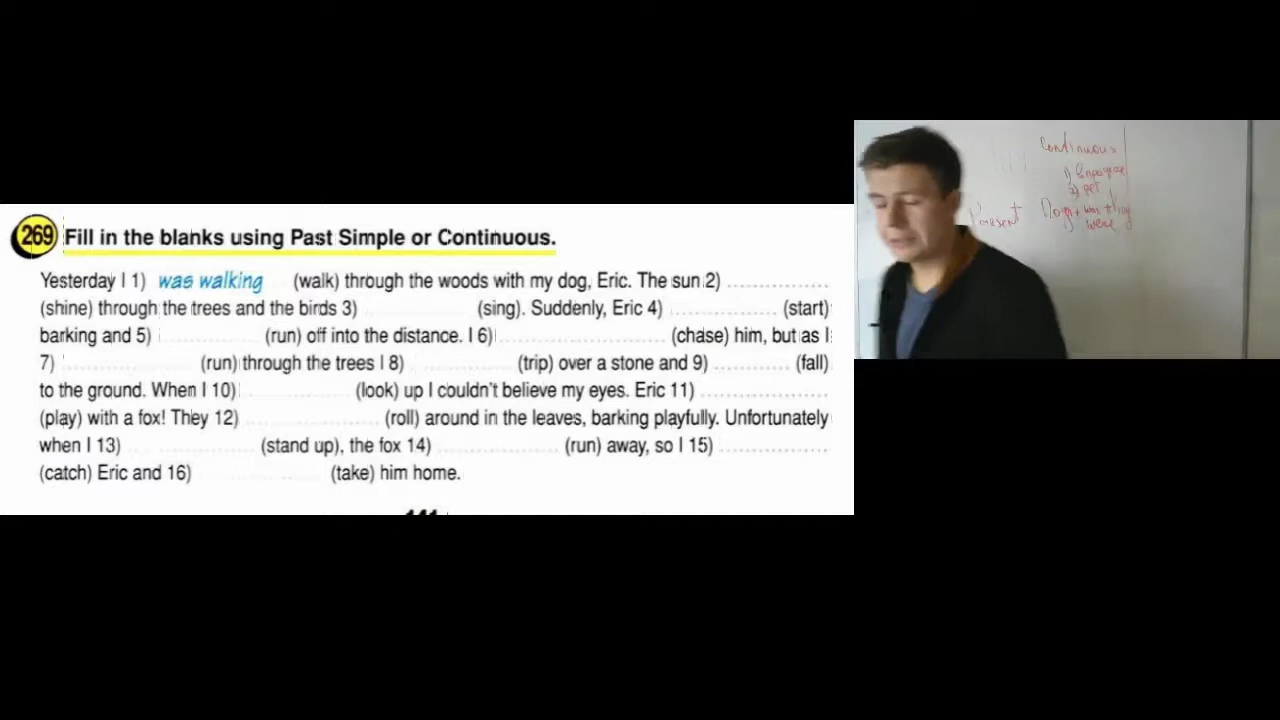 269 Fill in the blanks using Past Simple or Continuous.
Yesterday I 1) was walking (walk) through the woods with my dog, Eric. The sun 2) ....................
(shine) through the trees and the birds 3) .................... (sing). Suddenly, Eric 4) .................... (start)
barking and 5) .................... (run) off into the distance. I 6) .................... (chase) him, but as I
7) .................... (run) through the trees I 8) .................... (trip) over a stone and 9) .................... (fall)
to the ground. When I 10) .................... (look) up I couldn't believe my eyes. Eric 11) ....................
(play) with a fox! They 12) .................... (roll) around in the leaves, barking playfully. Unfortunately
when I 13) .................... (stand up), the fox 14) .................... (run) away, so I 15) ....................
(catch) Eric and 16) .................... (take) him home.
Continuous
1)
2)
Present
were